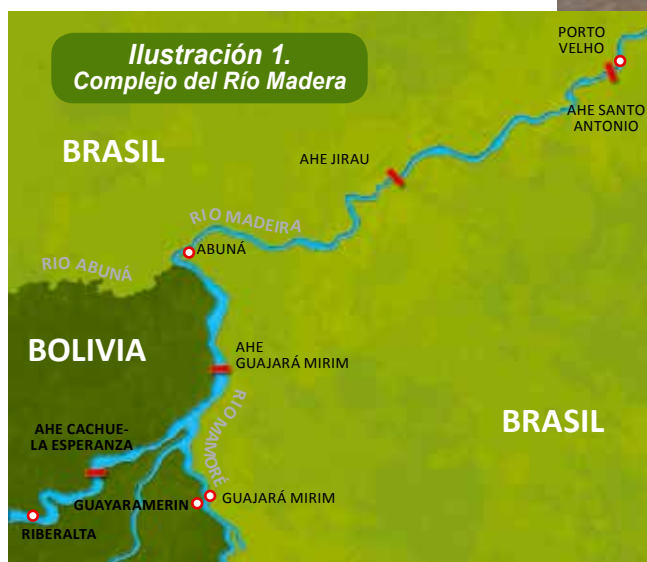 Ilustración 1.
Complejo del Río Madera
PORTO
VELHO
AHE SANTO
ANTONIO
BRASIL
AHE JIRAU
RIO MADEIRA
ABUNÁ
RIO ABUNÁ
BOLIVIA
AHE
GUAJARÁ MIRIM
RIO MAMORÉ
BRASIL
AHE CACHUE-
LA ESPERANZA
GUAYARAMERIN
GUAJARÁ MIRIM
RIBERALTA